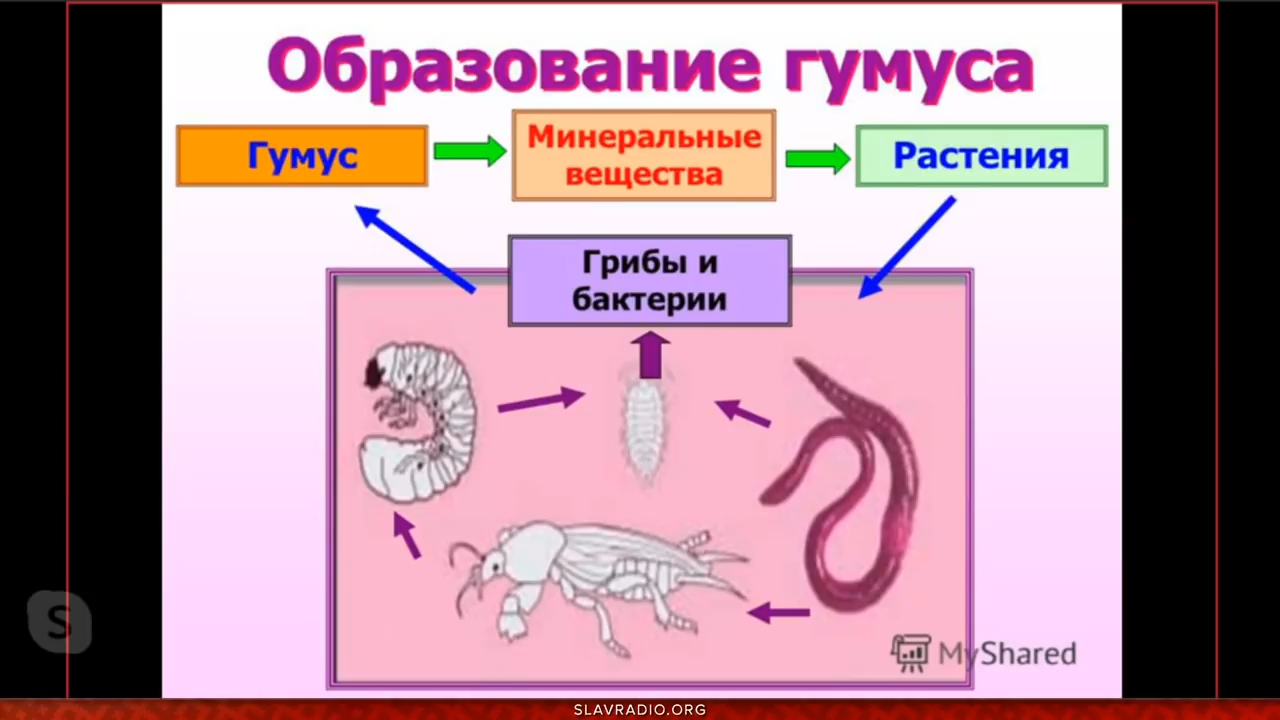 Образование гумуса
Гумус
Минеральные
вещества
Растения
Грибы и
бактерии
S
MyShared
SLAVRADIO.ORG